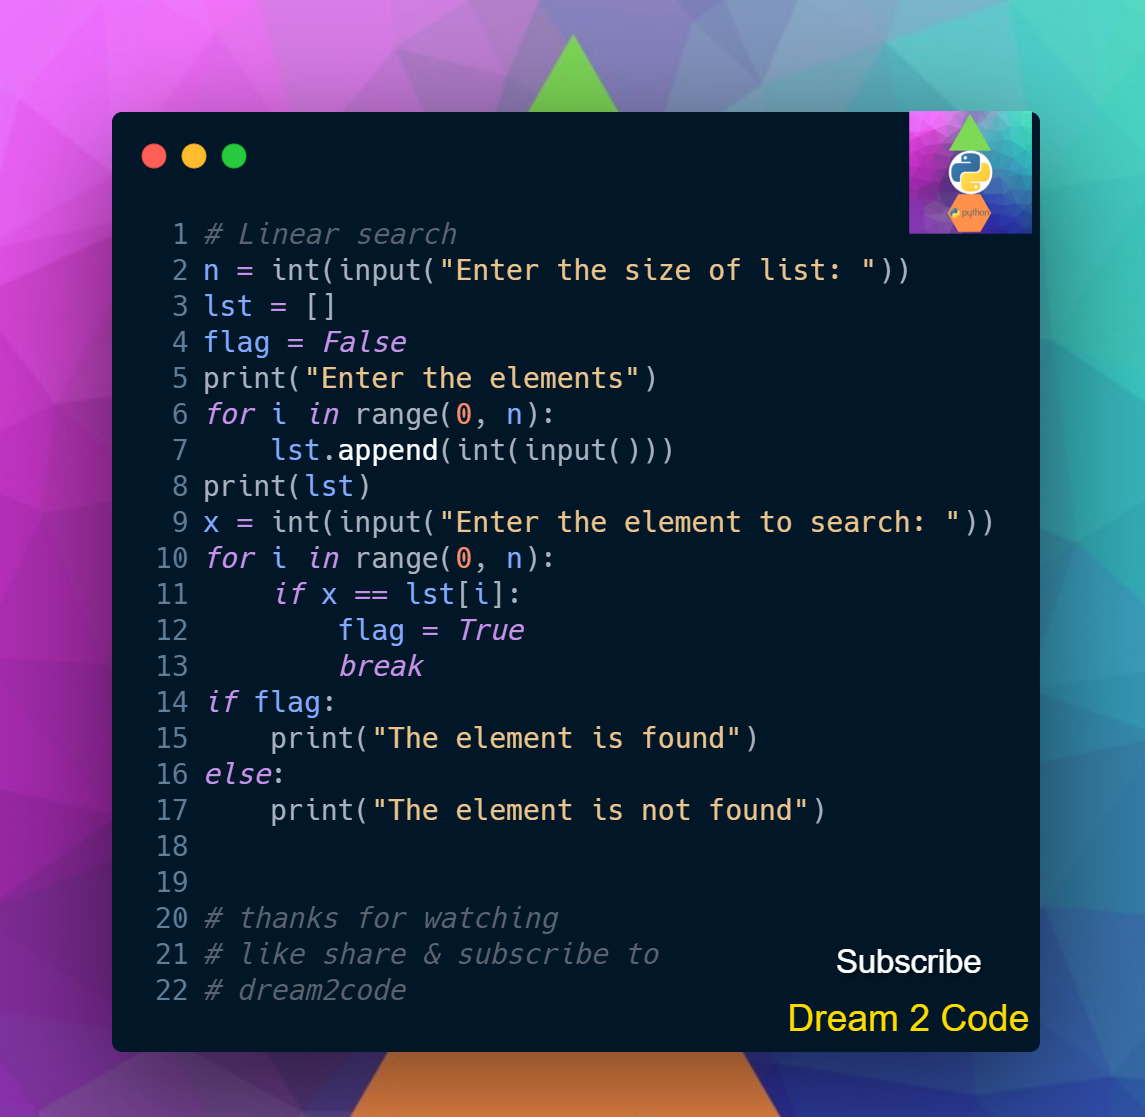 python
1 # Linear search
2 n = int(input("Enter the size of list: "))
3 lst = []
4 flag = False
5 print("Enter the elements")
6 for i in range(0, n):
7     lst.append(int(input()))
8 print(lst)
9 x = int(input("Enter the element to search: "))
10 for i in range(0, n):
11     if x == lst[i]:
12         flag = True
13         break
14 if flag:
15     print("The element is found")
16 else:
17     print("The element is not found")
18
19
20 # thanks for watching
21 # like share & subscribe to
22 # dream2code
Subscribe
Dream 2 Code